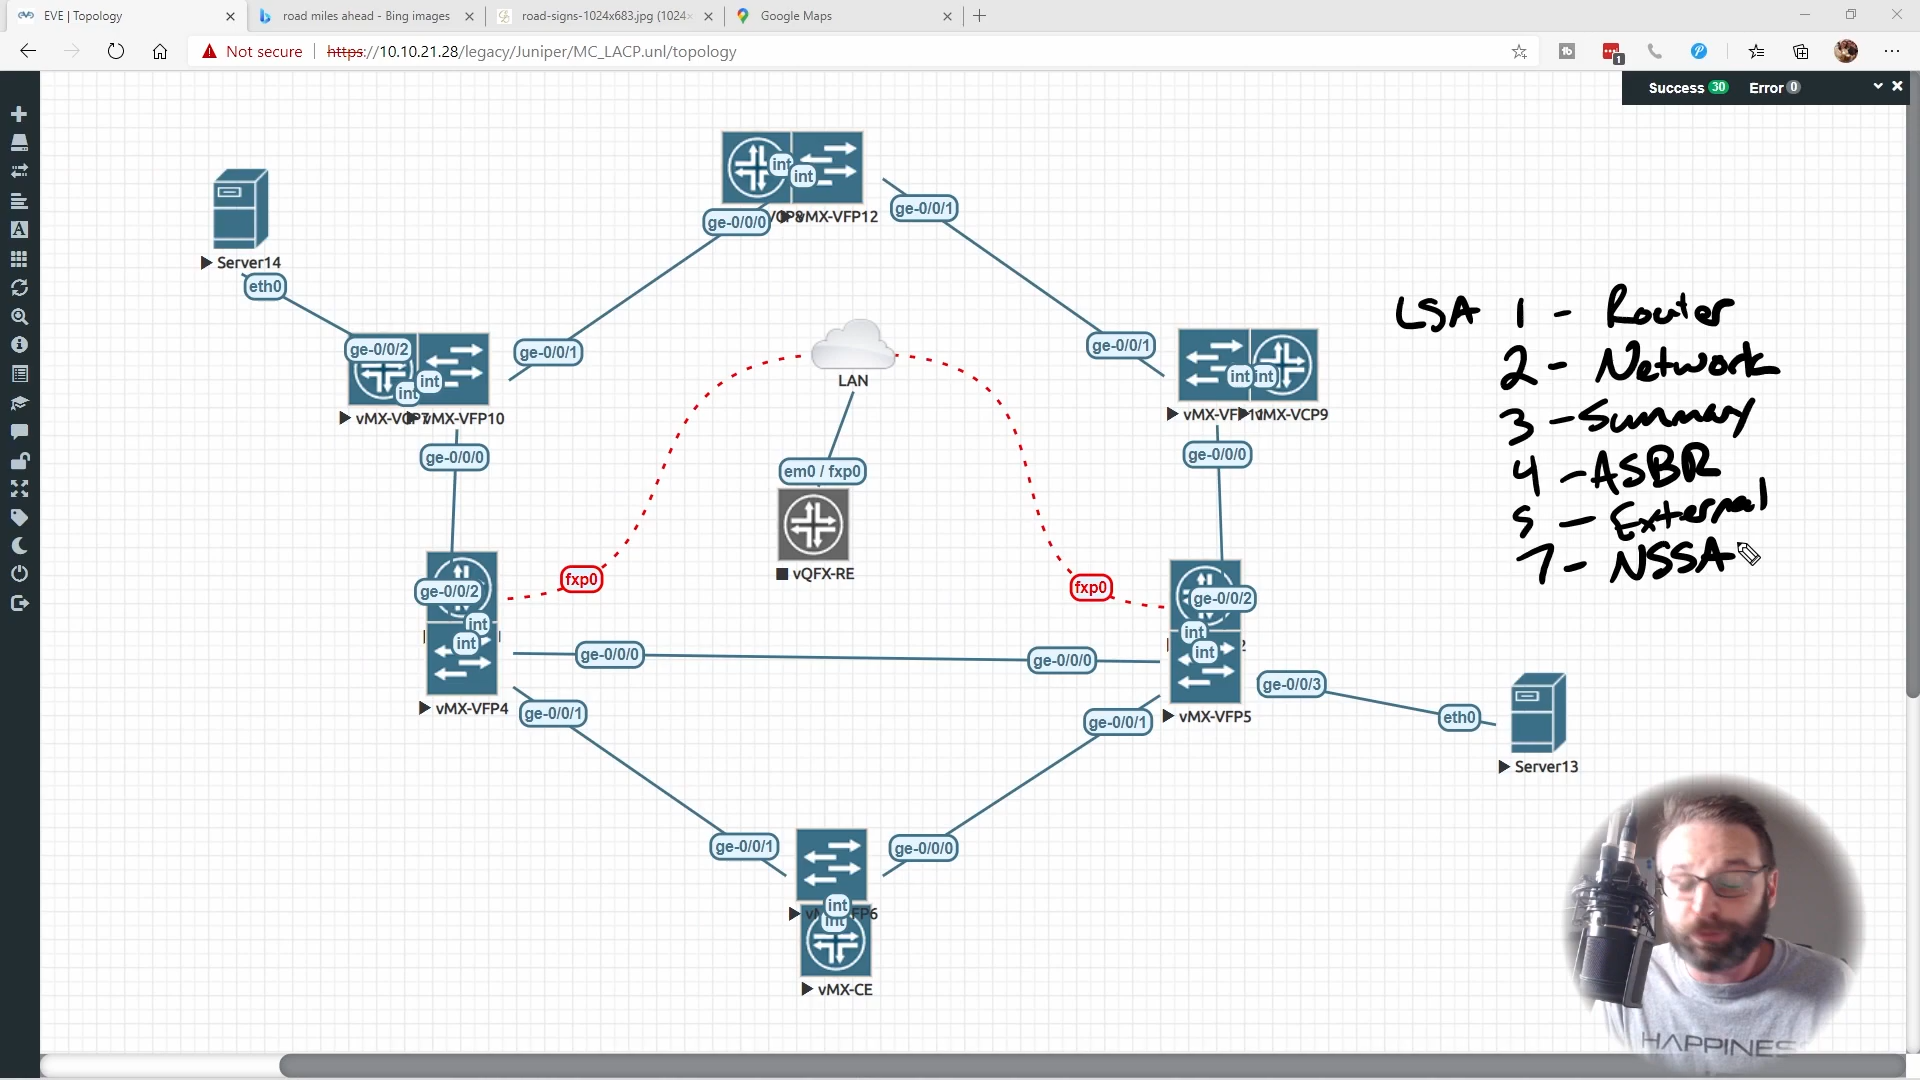 EVE | Topology
road miles ahead - Bing images
road-signs-1024x683.jpg (1024×
Google Maps
Not secure
https://10.10.21.28/legacy/Juniper/MC_LACP.unl/topology
1
Success 30 Error 0
Server14
eth0
int
int
ge-0/0/0
vMX-VFP12
ge-0/0/1
ge-0/0/2
int
int
vMX-VFP10
ge-0/0/1
ge-0/0/0
LAN
em0 / fxp0
vQFX-RE
ge-0/0/1
int
int
vMX-VCP9
ge-0/0/0
LSA 1 - Router
2 - Network
3 - Summary
4 - ASBR
5 - External
7 - NSSA
fxp0
fxp0
ge-0/0/2
int
int
vMX-VFP4
ge-0/0/0
ge-0/0/0
ge-0/0/2
int
int
vMX-VFP5
ge-0/0/3
eth0
Server13
ge-0/0/1
ge-0/0/1
ge-0/0/1
ge-0/0/0
int
int
vMX-CE